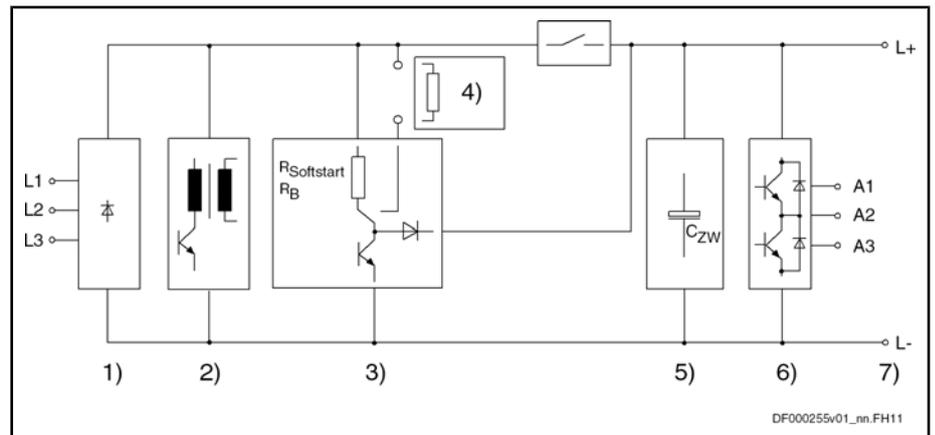 L+
4)
L1
L2
L3
RSoftstart
RB
CZW
A1
A2
A3
L-
1)
2)
3)
5)
6)
7)
DF000255v01_nn.FH11